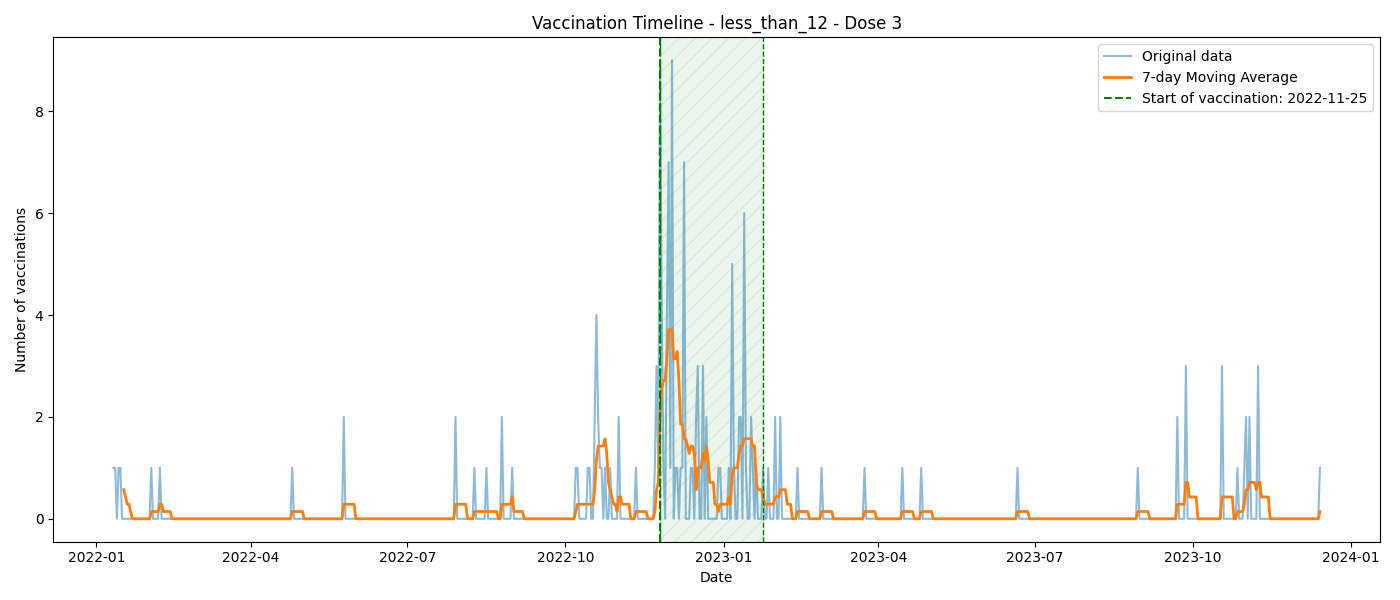 Vaccination Timeline - less_than_12 - Dose 3
Original data
7-day Moving Average
Start of vaccination: 2022-11-25
Number of vaccinations
8
6
4
2
0
2022-01 2022-04 2022-07 2022-10 2023-01 2023-04 2023-07 2023-10 2024-01
Date